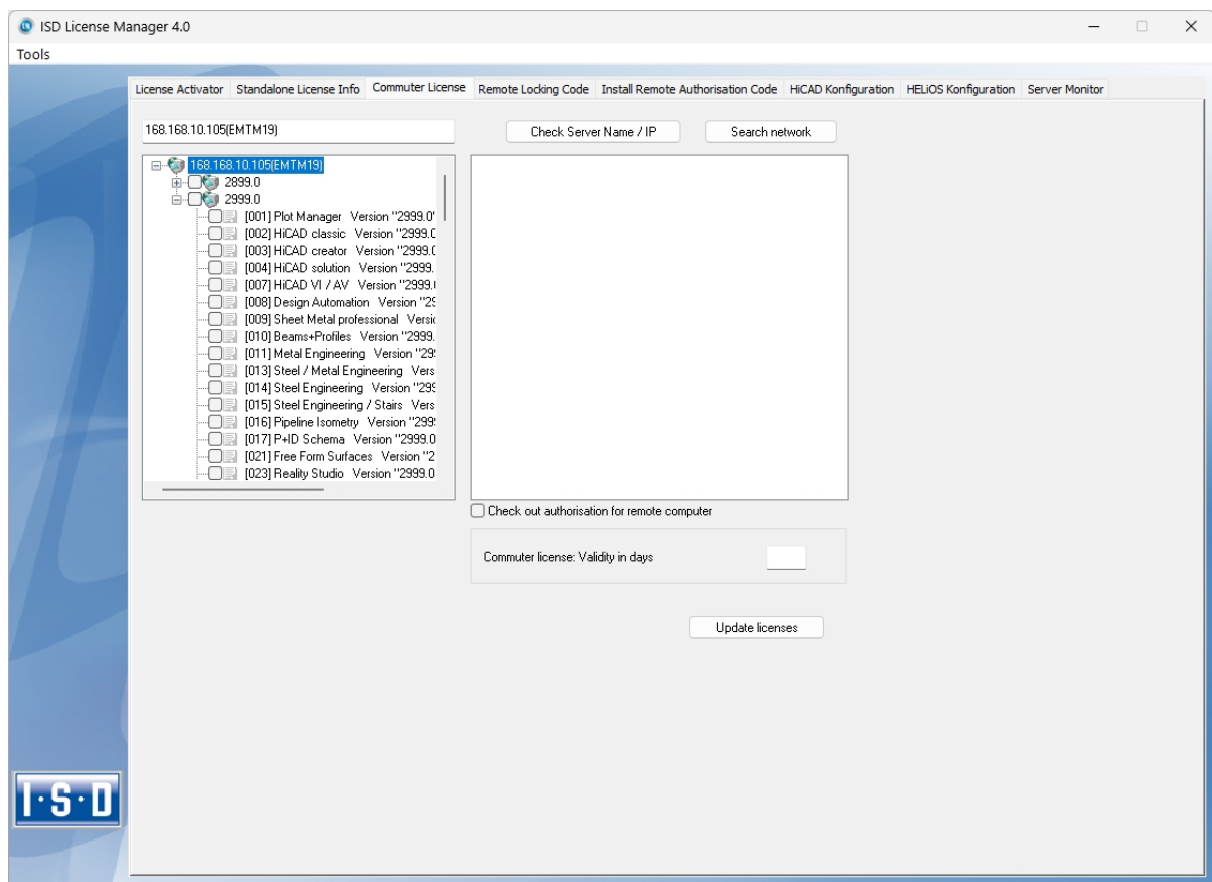 ISD License Manager 4.0
Tools
License Activator Standalone License Info Commuter License Remote Locking Code Install Remote Authorisation Code HiCAD Konfiguration HELiOS Konfiguration Server Monitor
168.168.10.105(EMTM19) Check Server Name / IP Search network
168.168.10.105(EMTM19)
2899.0
2999.0
[001] Plot Manager Version "2999.0"
[002] HiCAD classic Version "2999.0
[003] HiCAD creator Version "2999.0
[004] HiCAD solution Version "2999.
[007] HiCAD VI / AV Version "2999.
[008] Design Automation Version "29
[009] Sheet Metal professional Versio
[010] Beams+Profiles Version "2999.
[011] Metal Engineering Version "299
[013] Steel / Metal Engineering Vers
[014] Steel Engineering Version "299
[015] Steel Engineering / Stairs Vers
[016] Pipeline Isometry Version "299
[017] P+ID Schema Version "2999.0
[021] Free Form Surfaces Version "2
[023] Reality Studio Version "2999.0
Check out authorisation for remote computer
Commuter license: Validity in days
Update licenses
I·S·D